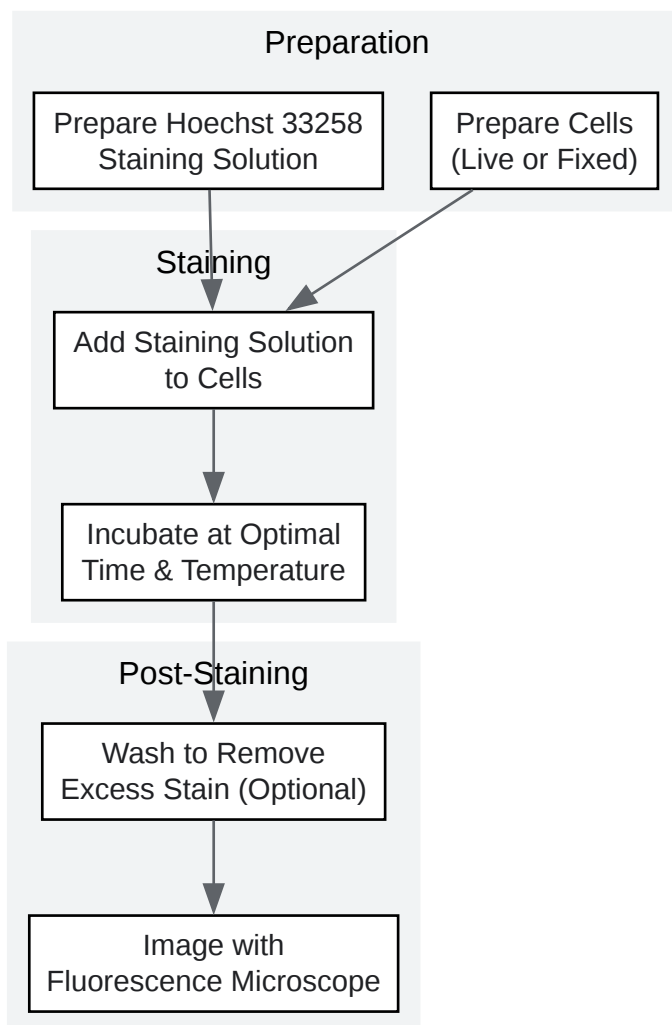 Preparation
Prepare Hoechst 33258
Staining Solution
Prepare Cells
(Live or Fixed)
Staining
Add Staining Solution
to Cells
Incubate at Optimal
Time & Temperature
Post-Staining
Wash to Remove
Excess Stain (Optional)
Image with
Fluorescence Microscope